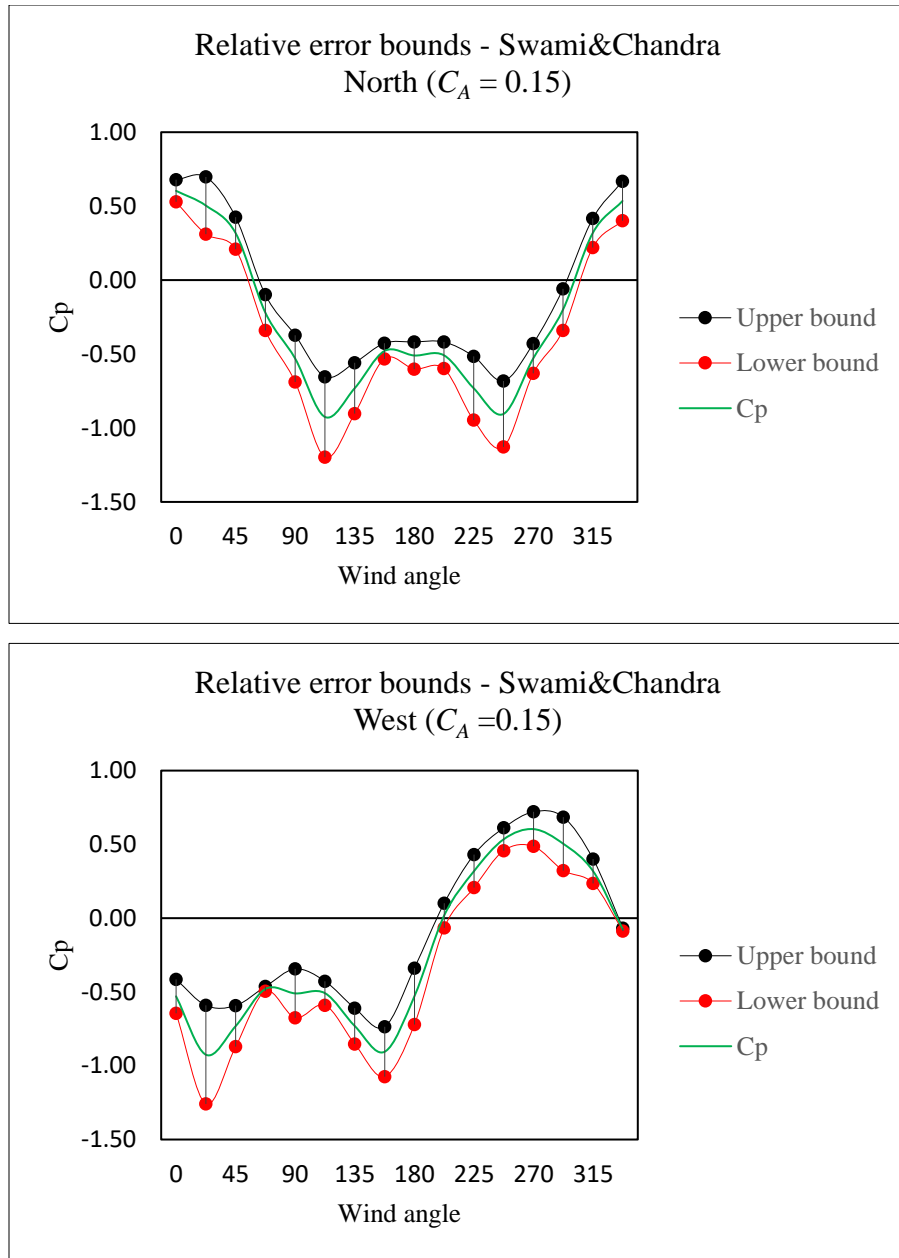 Relative error bounds - Swami&Chandra
North (C_A = 0.15)
1.00
0.50
0.00
-0.50
-1.00
-1.50
Cp
0 45 90 135 180 225 270 315
Wind angle
Upper bound
Lower bound
Cp
Relative error bounds - Swami&Chandra
West (C_A =0.15)
1.00
0.50
0.00
-0.50
-1.00
-1.50
Cp
0 45 90 135 180 225 270 315
Wind angle
Upper bound
Lower bound
Cp